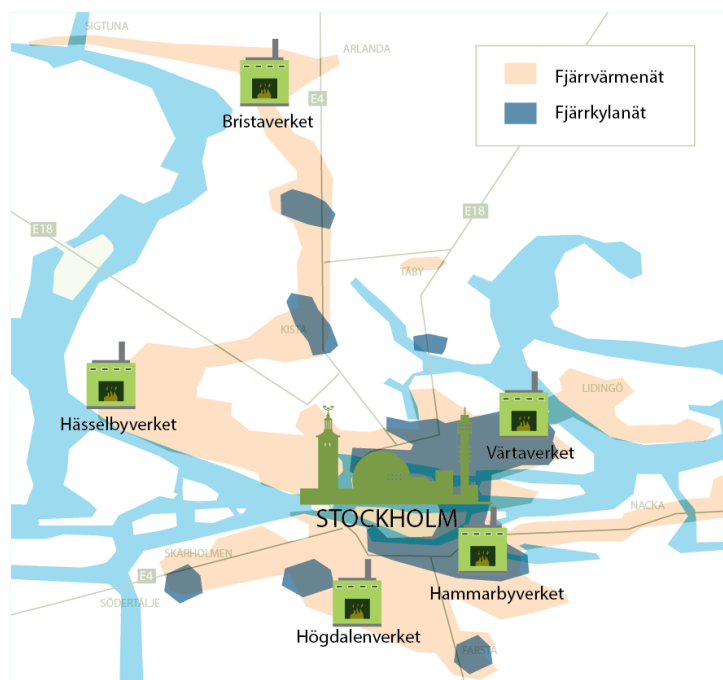 SIGTUNA
ARLANDA
Fjärrvärmenät
Fjärrkylanät
E4
Bristaverket
E18
E18
TÄBY
KISTA
LIDINGÖ
Hässelbyverket
Värtaverket
NACKA
STOCKHOLM
SKÄRHOLMEN
E4
Hammarbyverket
SÖDERTÄLJE
Högdalenverket
FARSTA